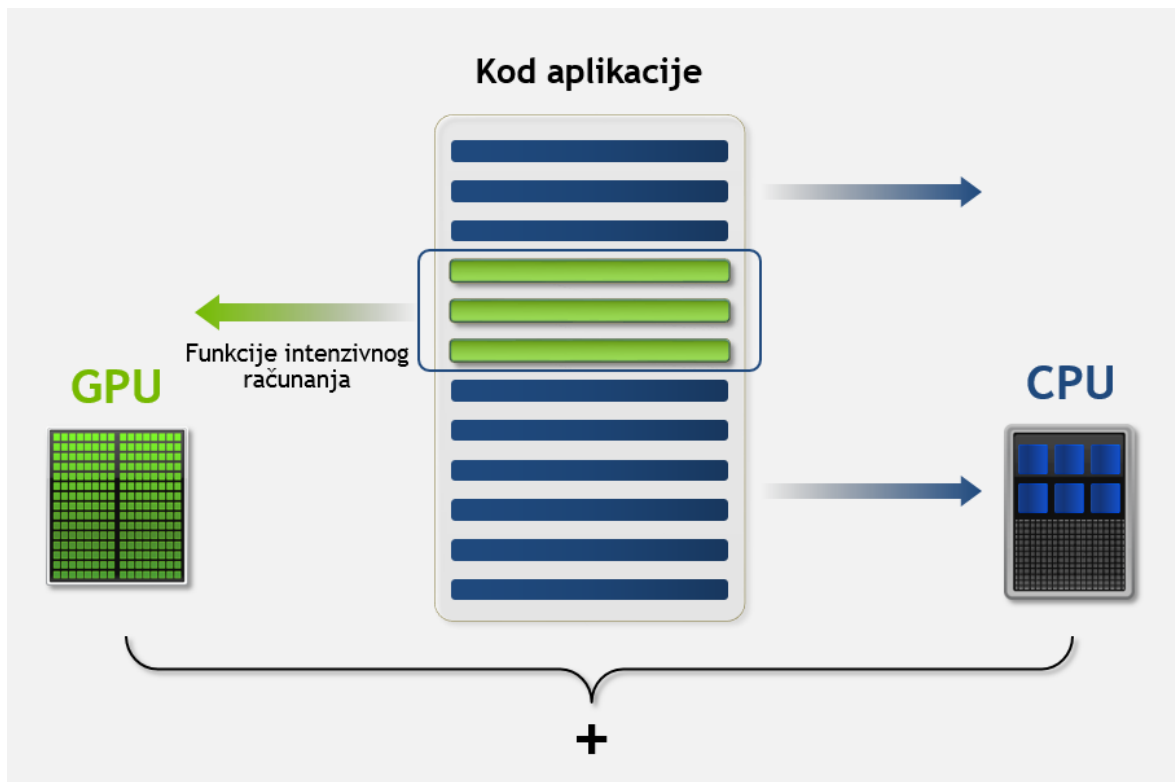 Kod aplikacije
Funkcije intenzivnog
računanja
GPU
CPU
+